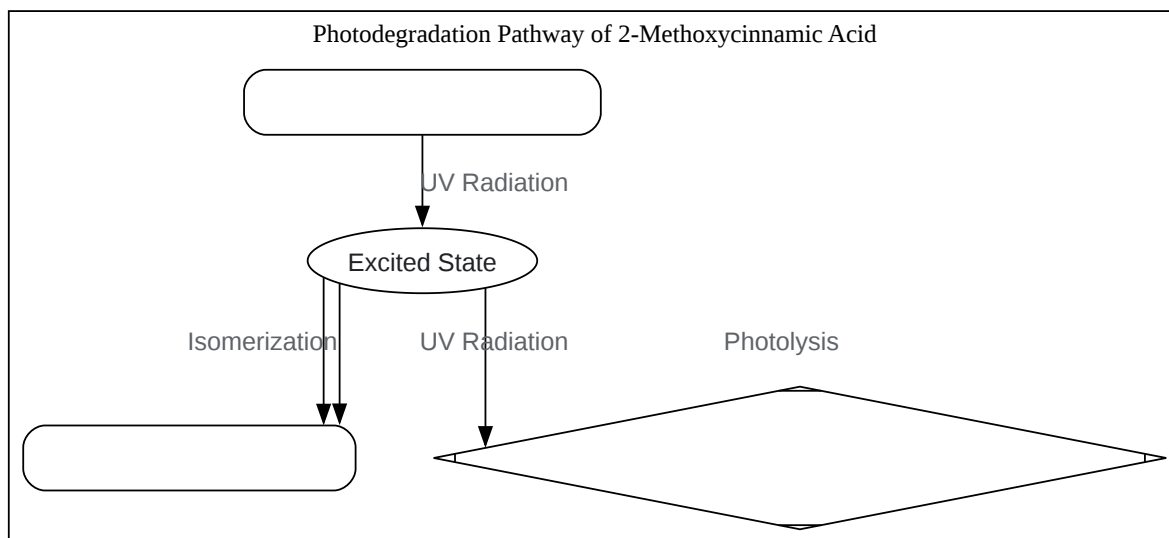 Photodegradation Pathway of 2-Methoxycinnamic Acid
UV Radiation
Excited State
Isomerization
UV Radiation
Photolysis